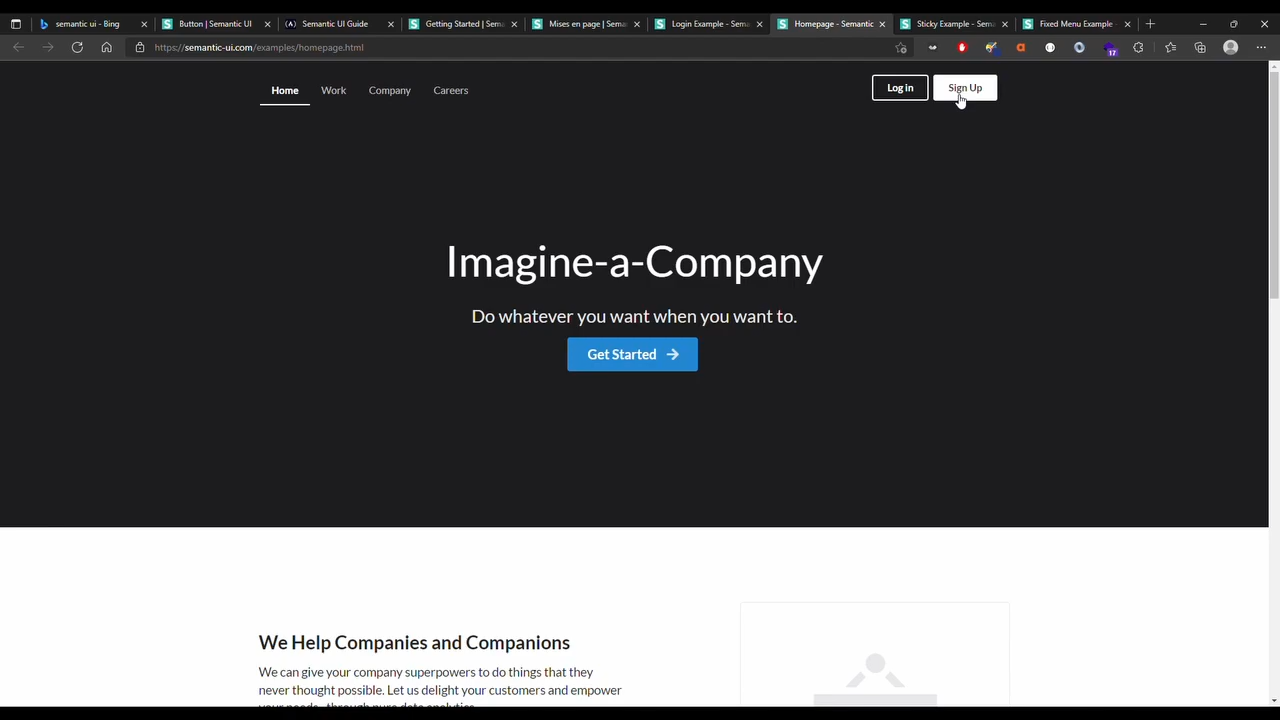 semantic ui - Bing
Button | Semantic UI
Semantic UI Guide
Getting Started | Sem
Mises en page | Sema
Login Example - Sema
Homepage - Semantic
Sticky Example - Sema
Fixed Menu Example
https://semantic-ui.com/examples/homepage.html
17
Home Work Company Careers
Log in Sign Up
Imagine-a-Company
Do whatever you want when you want to.
Get Started
We Help Companies and Companions
We can give your company superpowers to do things that they
never thought possible. Let us delight your customers and empower
your needs...through pure data analytics.